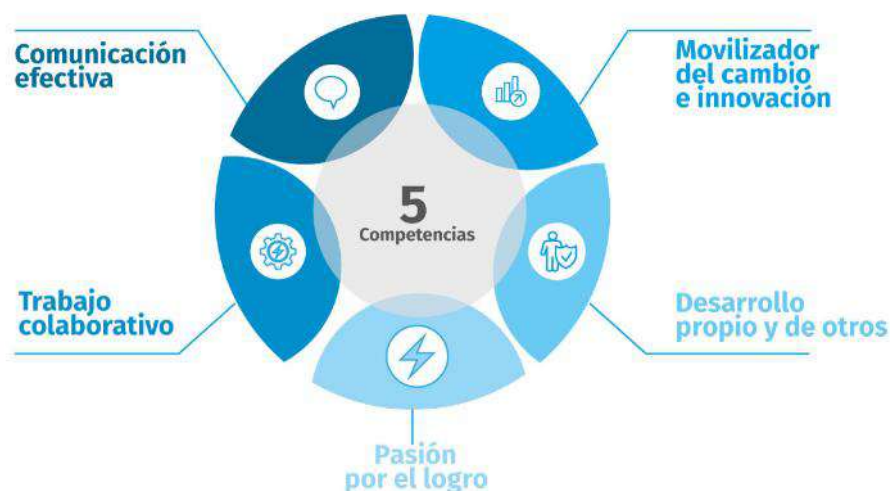 Comunicación
efectiva
Movilizador
del cambio
e innovación
5
Competencias
Trabajo
colaborativo
Desarrollo
propio y de otros
Pasión
por el logro